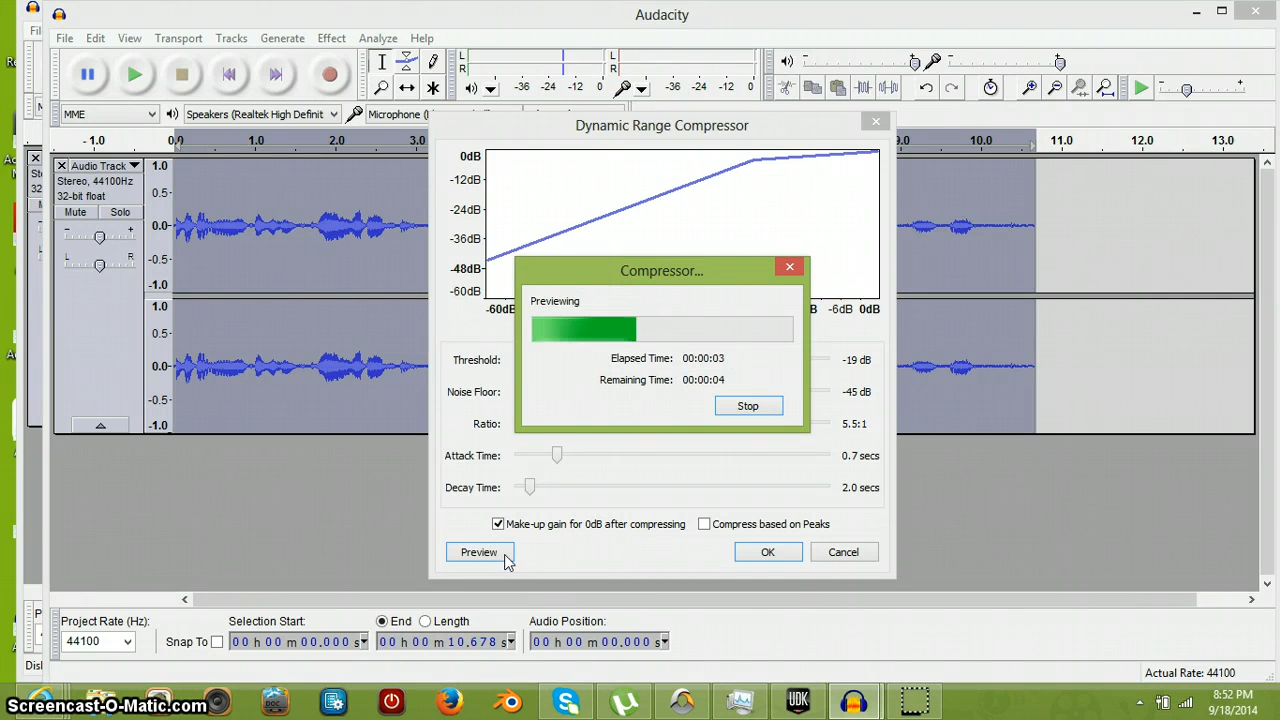 Audacity
Fil
File Edit View Transport Tracks Generate Effect Analyze Help
L
R
-36 -24 -12 0
L
R
-36 -24 -12 0
MME
Speakers (Realtek High Definit
Microphone (
- 1.0 0.0 1.0 2.0 3.0 9.0 10.0 11.0 12.0 13.0
Audio Track
Stereo, 44100Hz
32-bit float
Mute Solo
- +
L R
1.0
0.5
0.0
-0.5
-1.0
1.0
0.5
0.0
-0.5
-1.0
Dynamic Range Compressor
0dB
-12dB
-24dB
-36dB
-48dB
-60dB
-60dB B -6dB 0dB
Compressor...
Previewing
Elapsed Time: 00:00:03
Remaining Time: 00:00:04
Stop
Threshold: -19 dB
Noise Floor: -45 dB
Ratio: 5.5:1
Attack Time: 0.7 secs
Decay Time: 2.0 secs
Make-up gain for 0dB after compressing Compress based on Peaks
Preview OK Cancel
Project Rate (Hz):
44100
Snap To
Selection Start:
00 h 00 m 00.000 s
End Length
00 h 00 m 10.678 s
Audio Position:
00 h 00 m 00.000 s
Actual Rate: 44100
DOC
UDK
8:52 PM
9/18/2014
Screencast-O-Matic.com